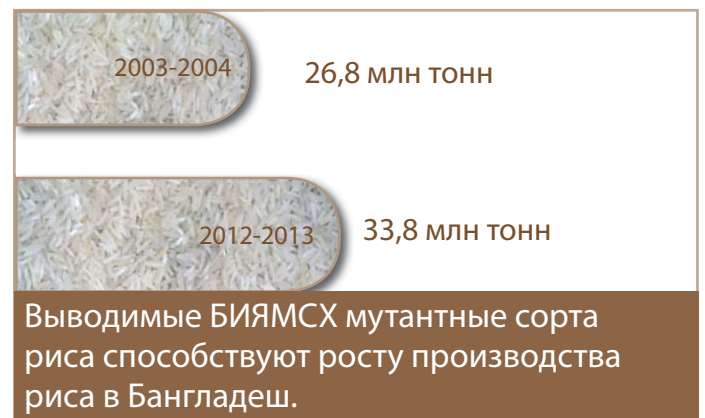 2003-2004
26,8 млн тонн
2012-2013
33,8 млн тонн
Выводимые БИЯМСХ мутантные сорта
риса способствуют росту производства
риса в Бангладеш.